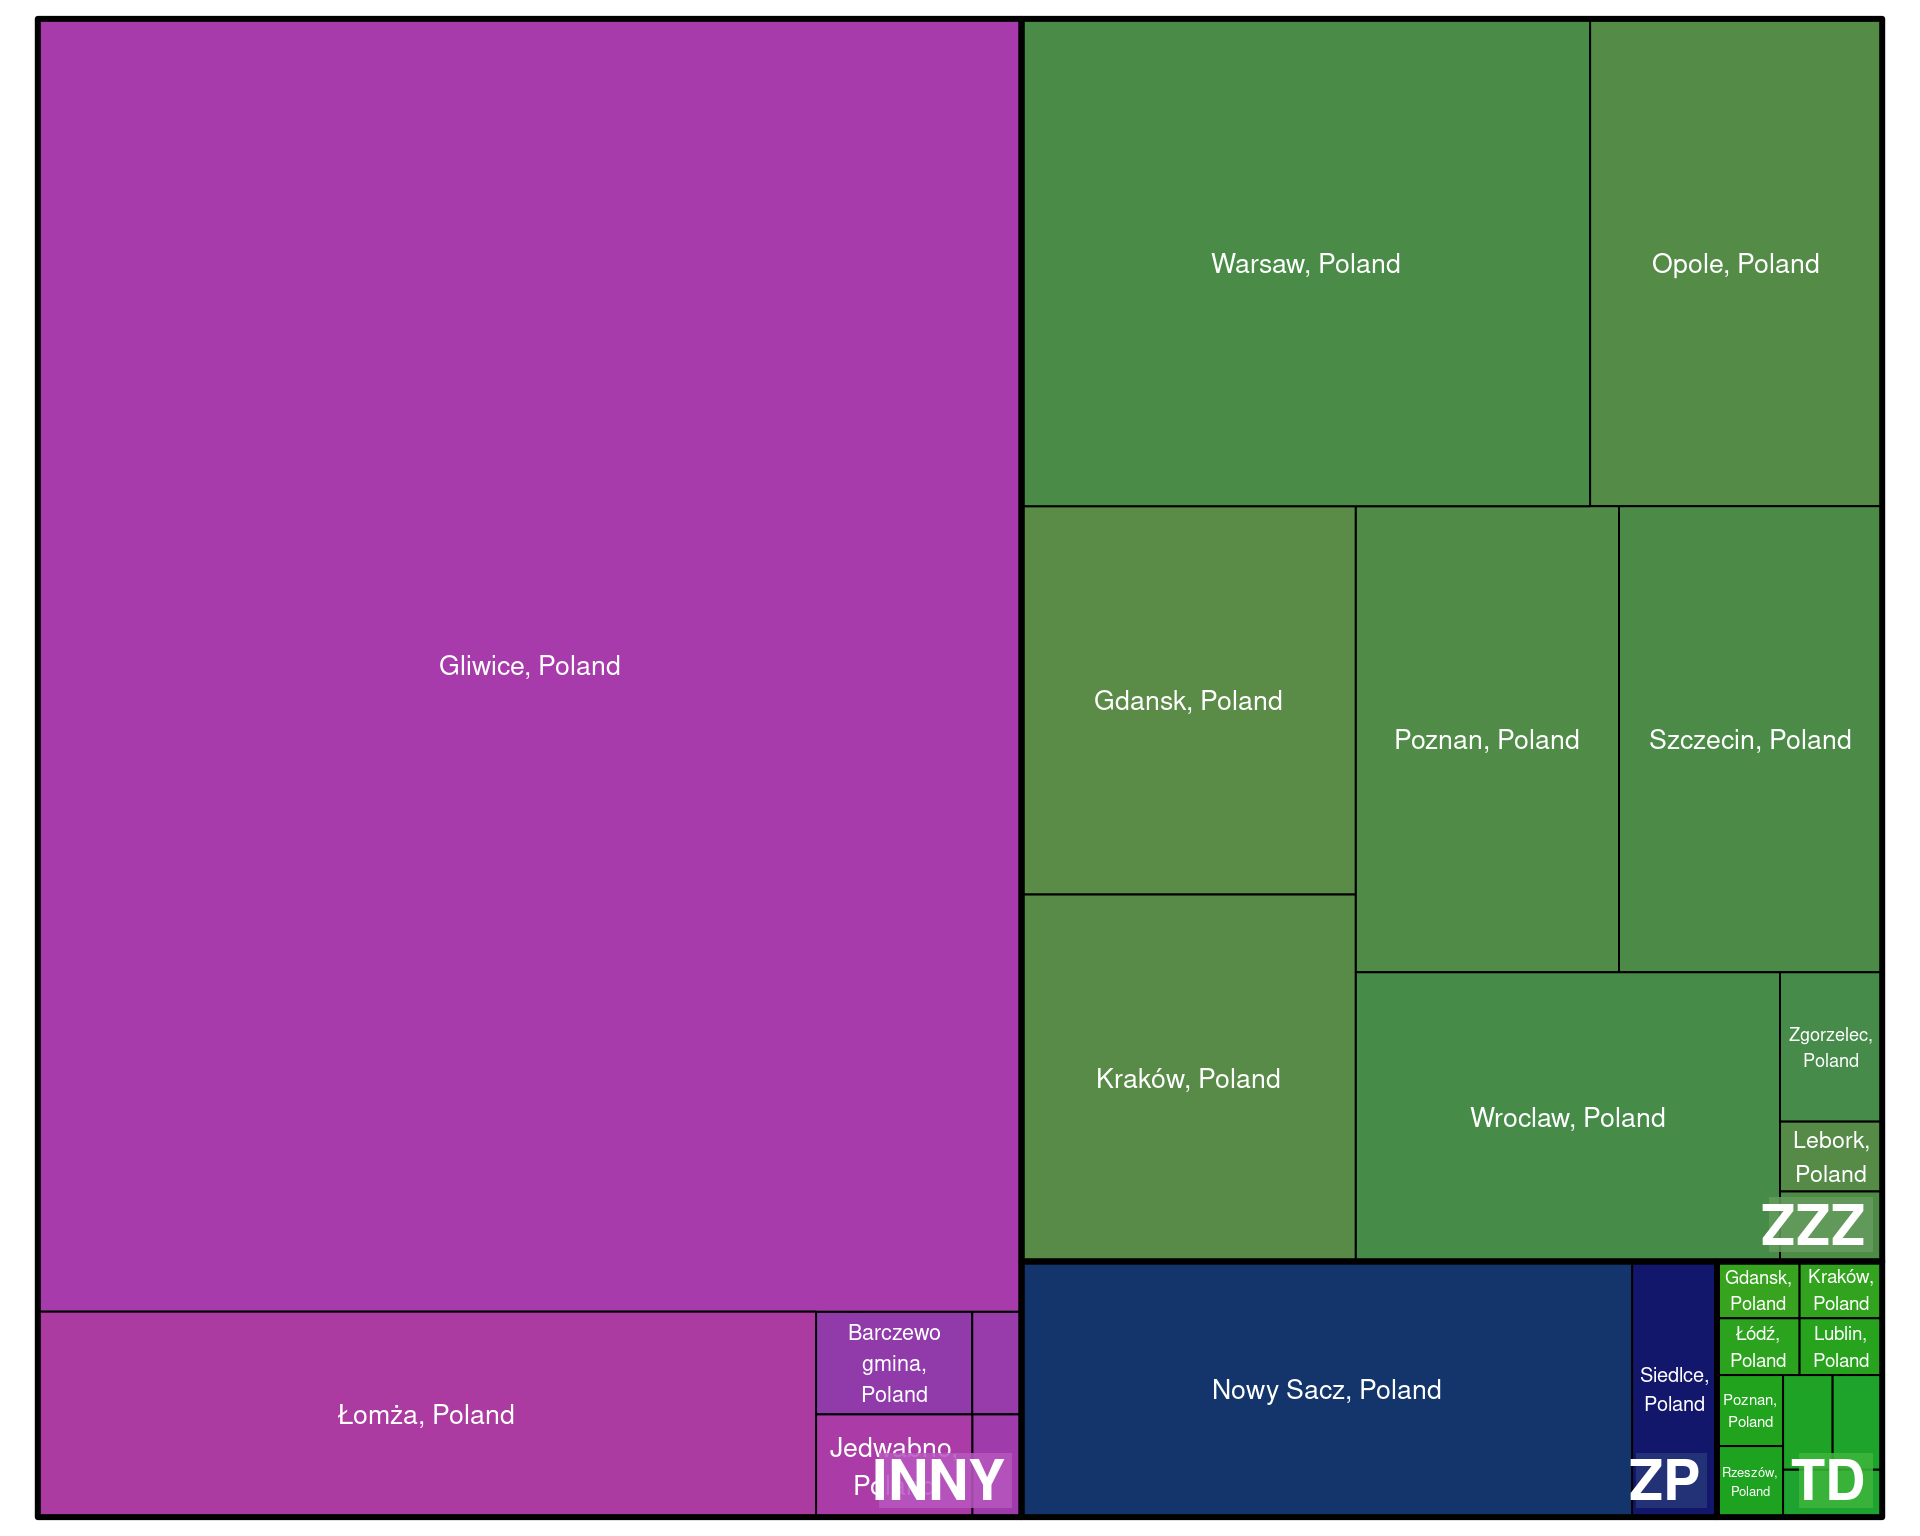 Gliwice, Poland
Łomża, Poland
Barczewo
gmina,
Poland
Jedwabno,
Poland
INNY
Warsaw, Poland
Opole, Poland
Gdansk, Poland
Poznan, Poland
Szczecin, Poland
Kraków, Poland
Wroclaw, Poland
Zgorzelec,
Poland
Lebork,
Poland
ZZZ
Nowy Sacz, Poland
Siedlce,
Poland
ZP
Gdansk,
Poland
Kraków,
Poland
Łódź,
Poland
Lublin,
Poland
Poznan,
Poland
Rzeszów,
Poland
TD